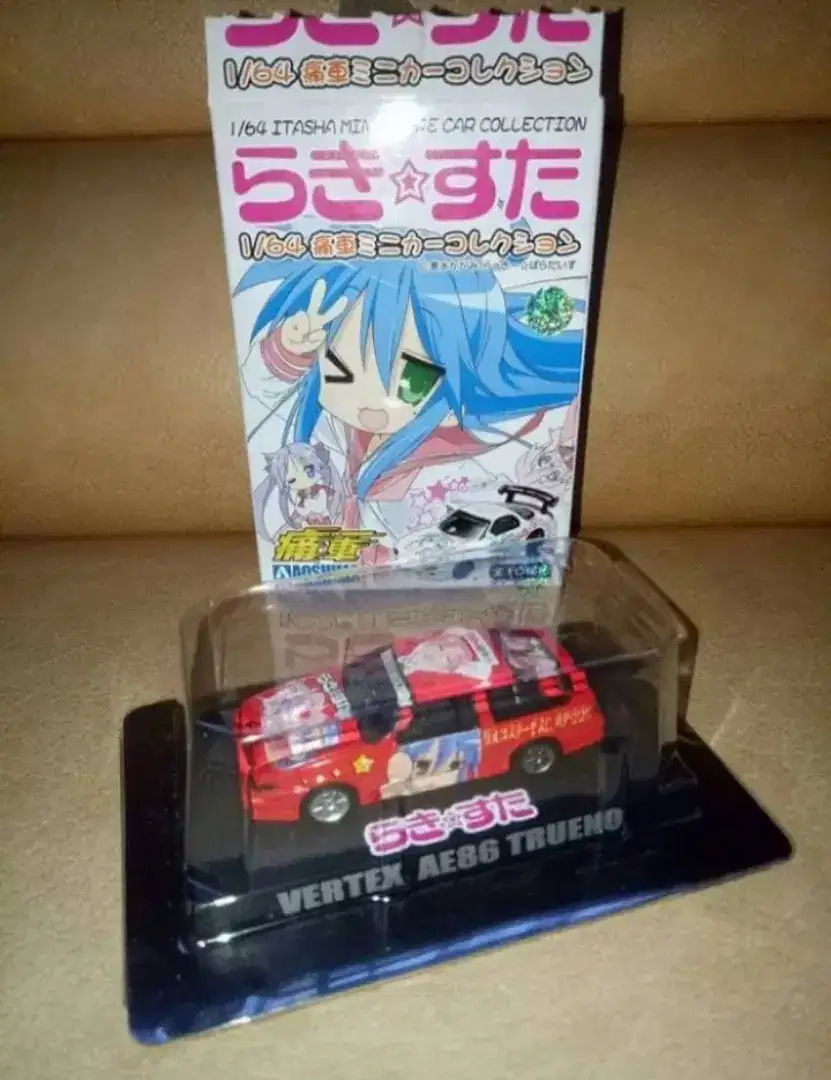 らき☆すた
1/64 痛車ミニカーコレクション
1/64 ITASHA CAR COLLECTION
らき☆すた
1/64 痛車ミニカーコレクション
痛車
AOSHIMA
らき☆すた
VERTEX AE86 TRUENO